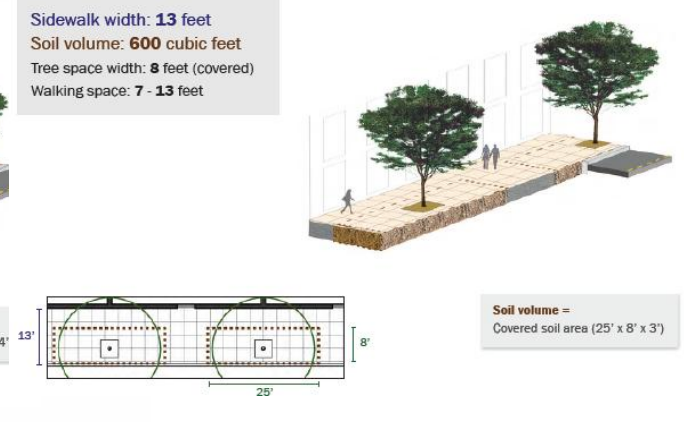 Sidewalk width: 13 feet
Soil volume: 600 cubic feet
Tree space width: 8 feet (covered)
Walking space: 7 - 13 feet
4'
13'
8'
25'
Soil volume =
Covered soil area (25' x 8' x 3')